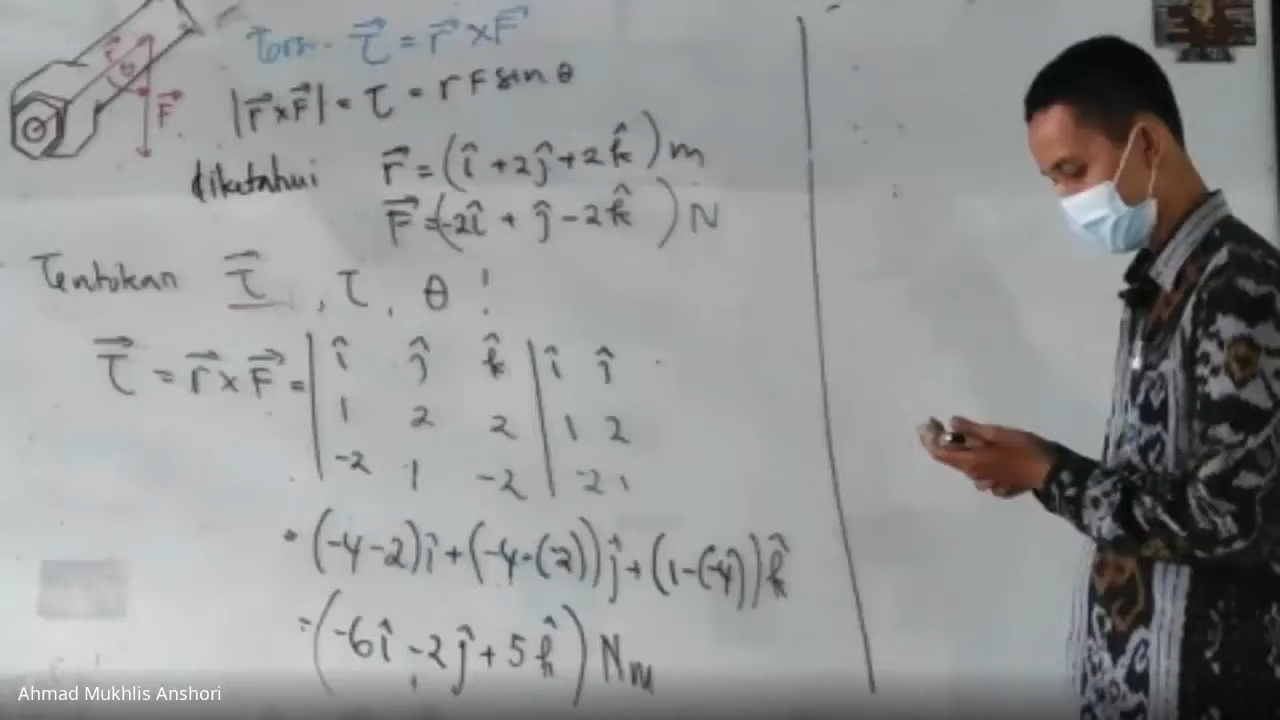 Torsi. τ⃗ = r⃗ × F⃗
|r⃗ × F⃗| = τ = r F sin θ
r⃗
θ
F⃗
diketahui r⃗ = (î + 2ĵ + 2k̂) m
F⃗ = (-2î + ĵ - 2k̂) N
Tentukan τ⃗, τ, θ!
τ⃗ = r⃗ × F⃗ = | î ĵ k̂ | î ĵ
1 2 2 | 1 2
-2 1 -2 | -2 1
= (-4-2)î + (-4-(-2))ĵ + (1-(-4))k̂
= (-6î - 2ĵ + 5k̂) Nm
Ahmad Mukhlis Anshori